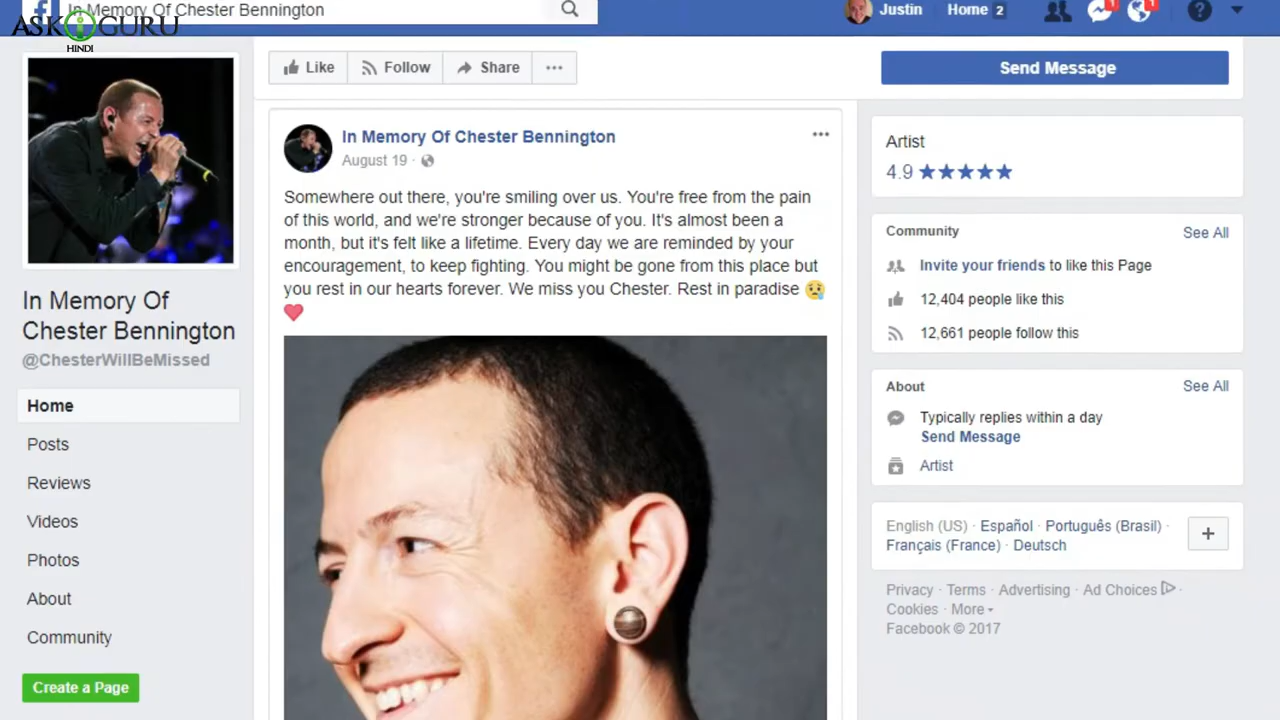 In Memory Of Chester Bennington
Justin
Home 2
1
1
ASK GURU
HINDI
Like
Follow
Share
Send Message
In Memory Of
Chester Bennington
@ChesterWillBeMissed
Home
Posts
Reviews
Videos
Photos
About
Community
Create a Page
In Memory Of Chester Bennington
August 19 ·
Somewhere out there, you're smiling over us. You're free from the pain
of this world, and we're stronger because of you. It's almost been a
month, but it's felt like a lifetime. Every day we are reminded by your
encouragement, to keep fighting. You might be gone from this place but
you rest in our hearts forever. We miss you Chester. Rest in paradise 😢
❤️
Artist
4.9 ★★★★★
Community
See All
Invite your friends to like this Page
12,404 people like this
12,661 people follow this
About
See All
Typically replies within a day
Send Message
Artist
English (US) · Español · Português (Brasil) ·
Français (France) · Deutsch
+
Privacy · Terms · Advertising · Ad Choices ·
Cookies · More
Facebook © 2017